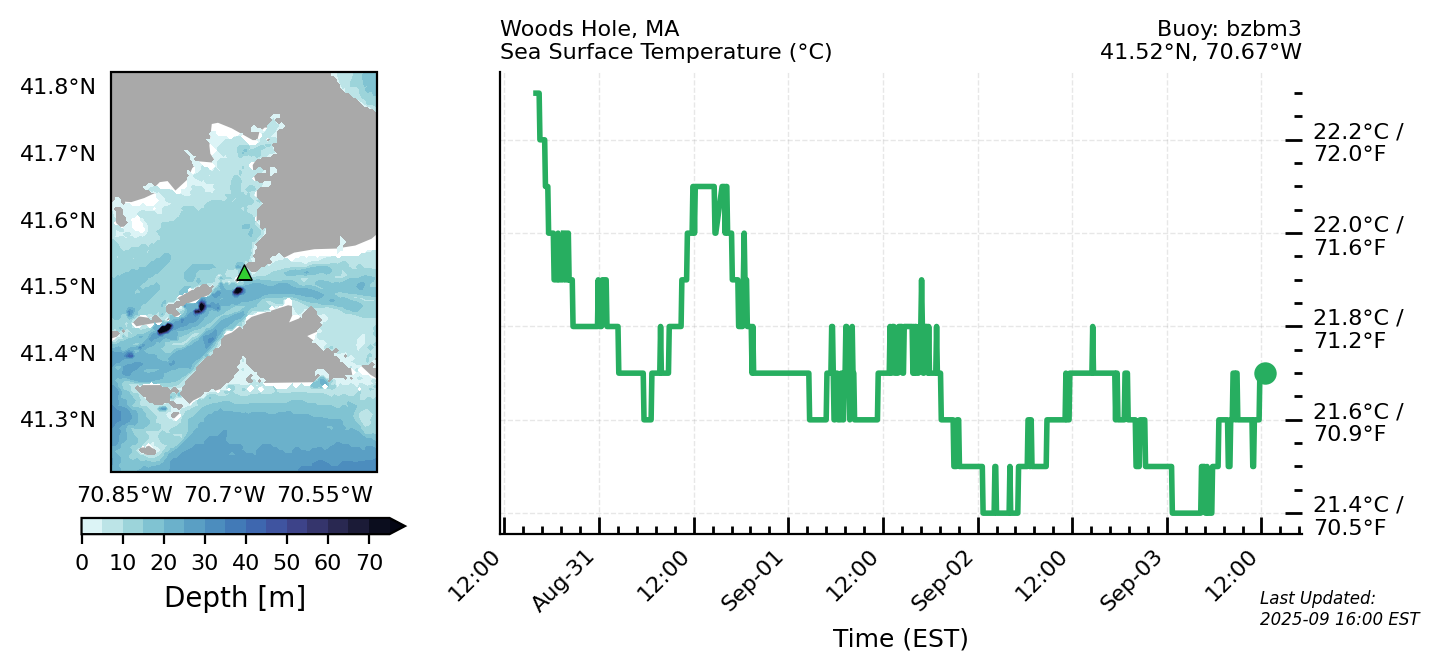 Woods Hole, MA
Sea Surface Temperature (°C)
Buoy: bzbm3
41.52°N, 70.67°W
41.8°N
41.7°N
41.6°N
41.5°N
41.4°N
41.3°N
70.85°W 70.7°W 70.55°W
0 10 20 30 40 50 60 70
Depth [m]
22.2°C /
72.0°F
22.0°C /
71.6°F
21.8°C /
71.2°F
21.6°C /
70.9°F
21.4°C /
70.5°F
12:00 Aug-31 12:00 Sep-01 12:00 Sep-02 12:00 Sep-03 12:00
Time (EST)
Last Updated:
2025-09 16:00 EST